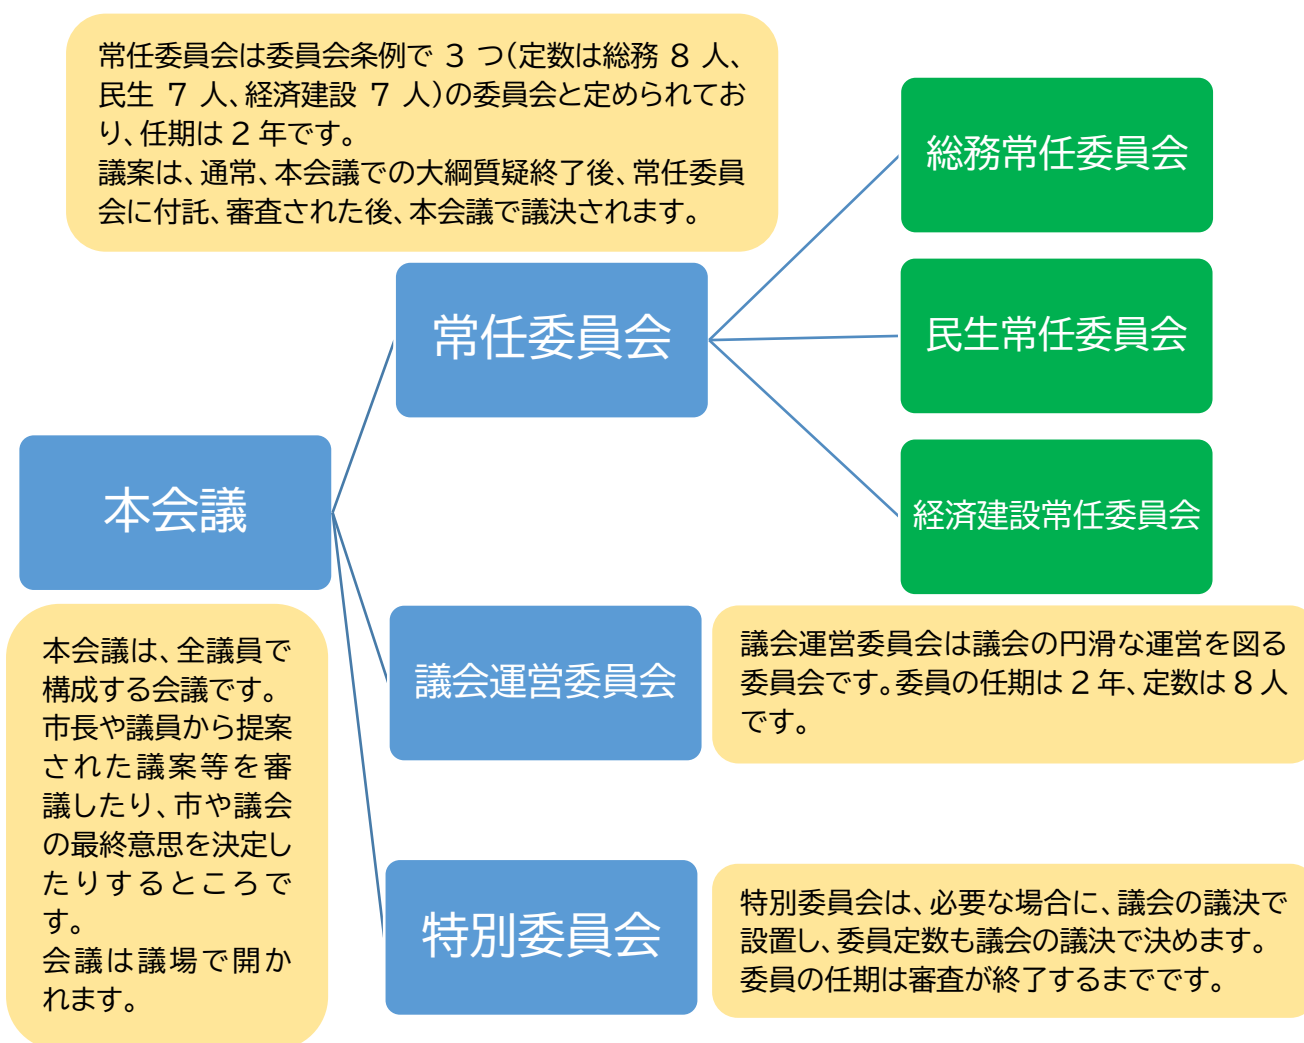 常任委員会は委員会条例で 3 つ(定数は総務 8 人、
民生 7 人、経済建設 7 人)の委員会と定められてお
り、任期は 2 年です。
議案は、通常、本会議での大綱質疑終了後、常任委員
会に付託、審査された後、本会議で議決されます。
総務常任委員会
常任委員会
民生常任委員会
経済建設常任委員会
本会議
本会議は、全議員で
構成する会議です。
市長や議員から提案
された議案等を審
議したり、市や議会
の最終意思を決定し
たりするところで
す。
会議は議場で開か
れます。
議会運営委員会
議会運営委員会は議会の円滑な運営を図る
委員会です。委員の任期は 2 年、定数は 8 人
です。
特別委員会
特別委員会は、必要な場合に、議会の議決で
設置し、委員定数も議会の議決で決めます。
委員の任期は審査が終了するまでです。